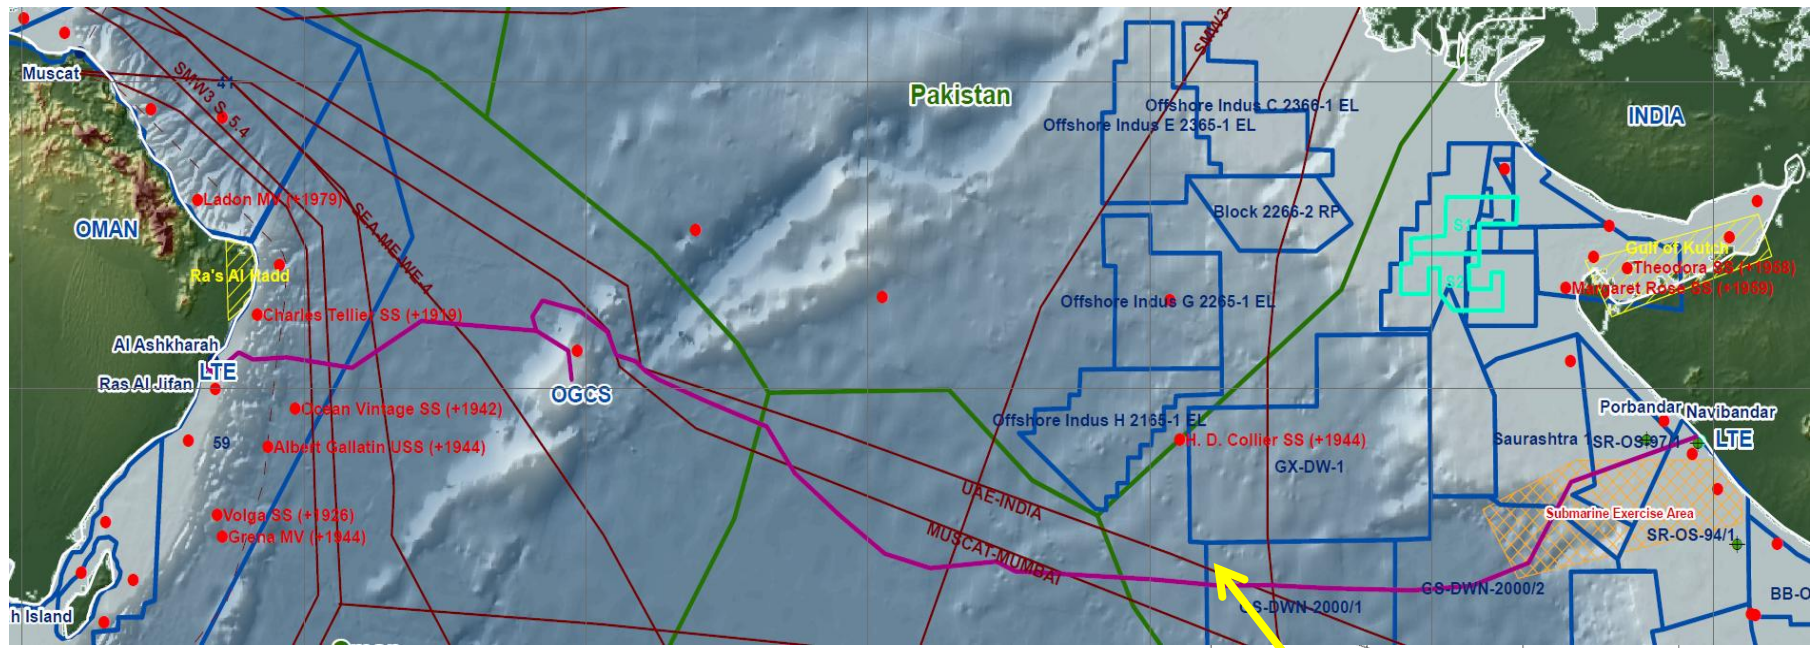 Muscat
41
SMW3 S 5.4
SMW3
Pakistan
INDIA
Offshore Indus C 2366-1 EL
Offshore Indus E 2365-1 EL
Ladon MV (+1979)
OMAN
SEA-ME-WE-4
Block 2266-2 RP
S1
Gulf of Kutch
Ra's Al Hadd
Theodora SS (+1958)
S2
Margaret Rose SS (+1959)
Offshore Indus G 2265-1 EL
Charles Tellier SS (+1919)
Al Ashkharah
LTE
Ras Al Jifan
OGCS
Ocean Vintage SS (+1942)
Porbandar
Navibandar
Offshore Indus H 2165-1 EL
59
Albert Gallatin USS (+1944)
H. D. Collier SS (+1944)
Saurashtra 1
SR-OS-97/1
LTE
GX-DW-1
UAE-INDIA
Volga SS (+1926)
Submarine Exercise Area
Grena MV (+1944)
MUSCAT-MUMBAI
SR-OS-94/1
GS-DWN-2000/2
BB-O
GS-DWN-2000/1
h Island